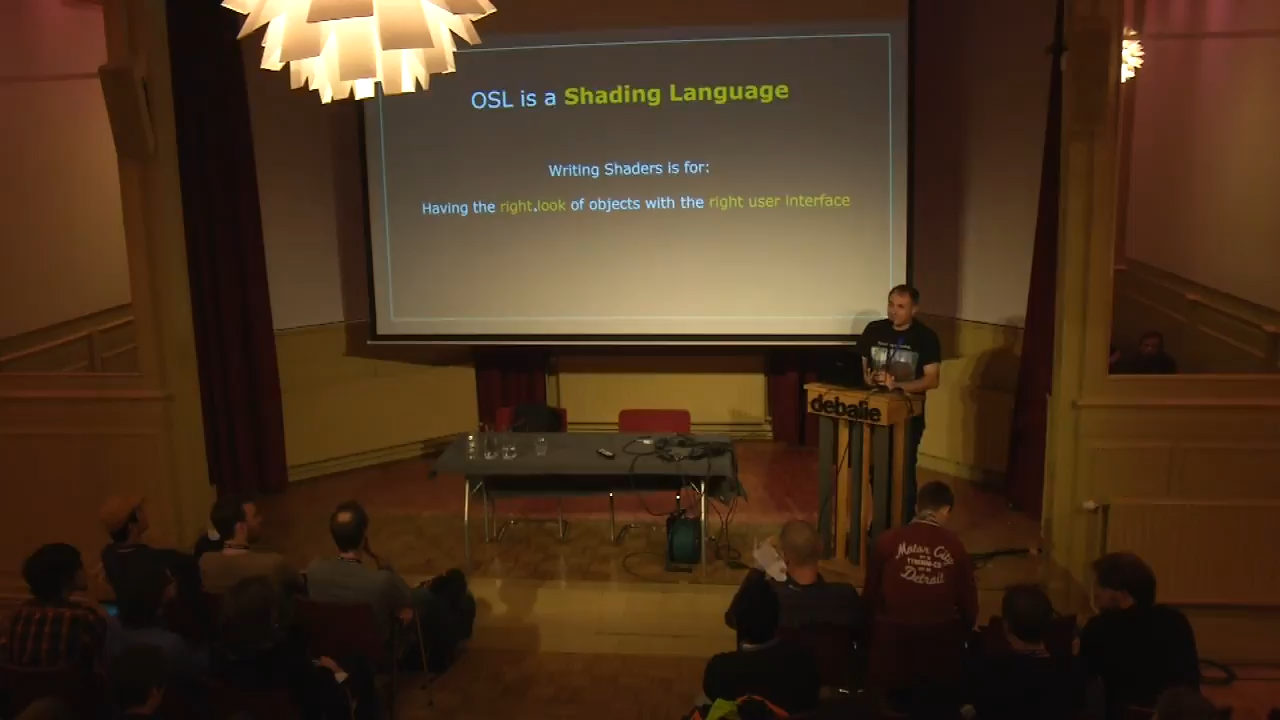 OSL is a Shading Language
Writing Shaders is for:
Having the right.look of objects with the right user interface
debalie
Motor City
Detroit